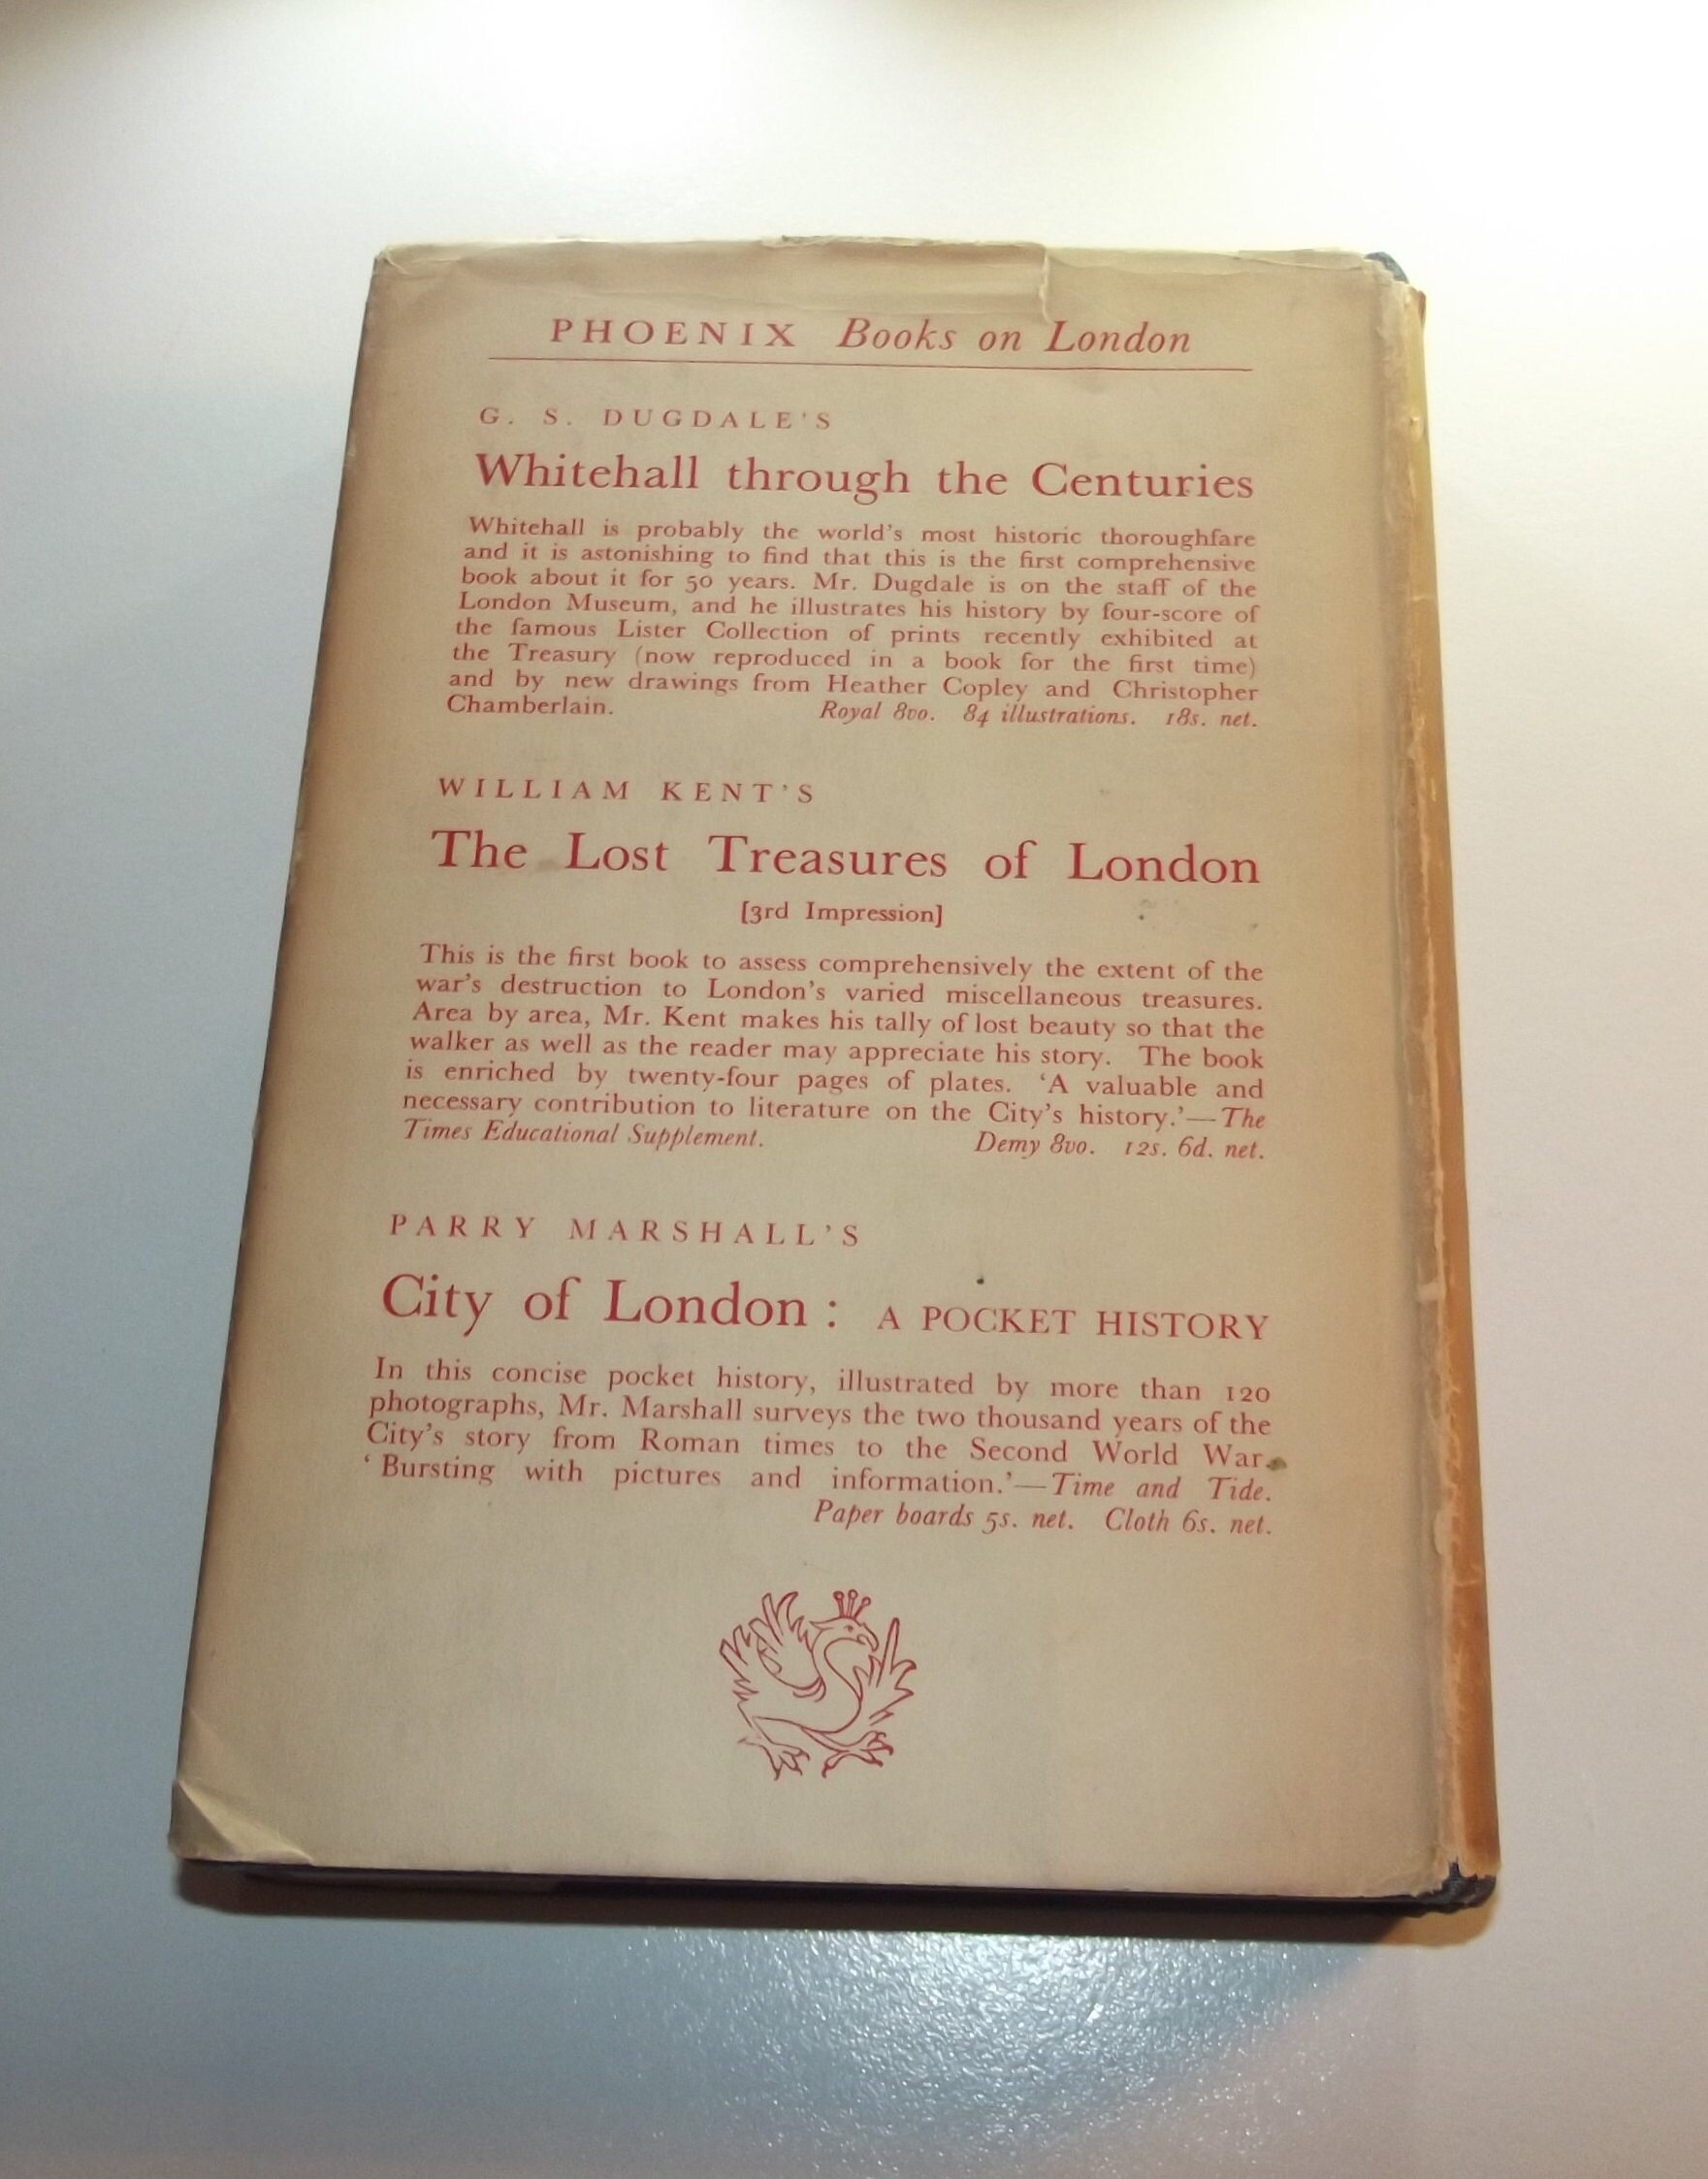 PHOENIX Books on London
G. S. DUGDALE'S
Whitehall through the Centuries
Whitehall is probably the world's most historic thoroughfare
and it is astonishing to find that this is the first comprehensive
book about it for 50 years. Mr. Dugdale is on the staff of the
London Museum, and he illustrates his history by four-score of
the famous Lister Collection of prints recently exhibited at
the Treasury (now reproduced in a book for the first time)
and by new drawings from Heather Copley and Christopher
Chamberlain. Royal 8vo. 84 illustrations. 18s. net.
WILLIAM KENT'S
The Lost Treasures of London
[3rd Impression]
This is the first book to assess comprehensively the extent of the
war's destruction to London's varied miscellaneous treasures.
Area by area, Mr. Kent makes his tally of lost beauty so that the
walker as well as the reader may appreciate his story. The book
is enriched by twenty-four pages of plates. 'A valuable and
necessary contribution to literature on the City's history.'—The
Times Educational Supplement. Demy 8vo. 12s. 6d. net.
PARRY MARSHALL'S
City of London: A POCKET HISTORY
In this concise pocket history, illustrated by more than 120
photographs, Mr. Marshall surveys the two thousand years of the
City's story from Roman times to the Second World War.
'Bursting with pictures and information.'—Time and Tide.
Paper boards 5s. net. Cloth 6s. net.